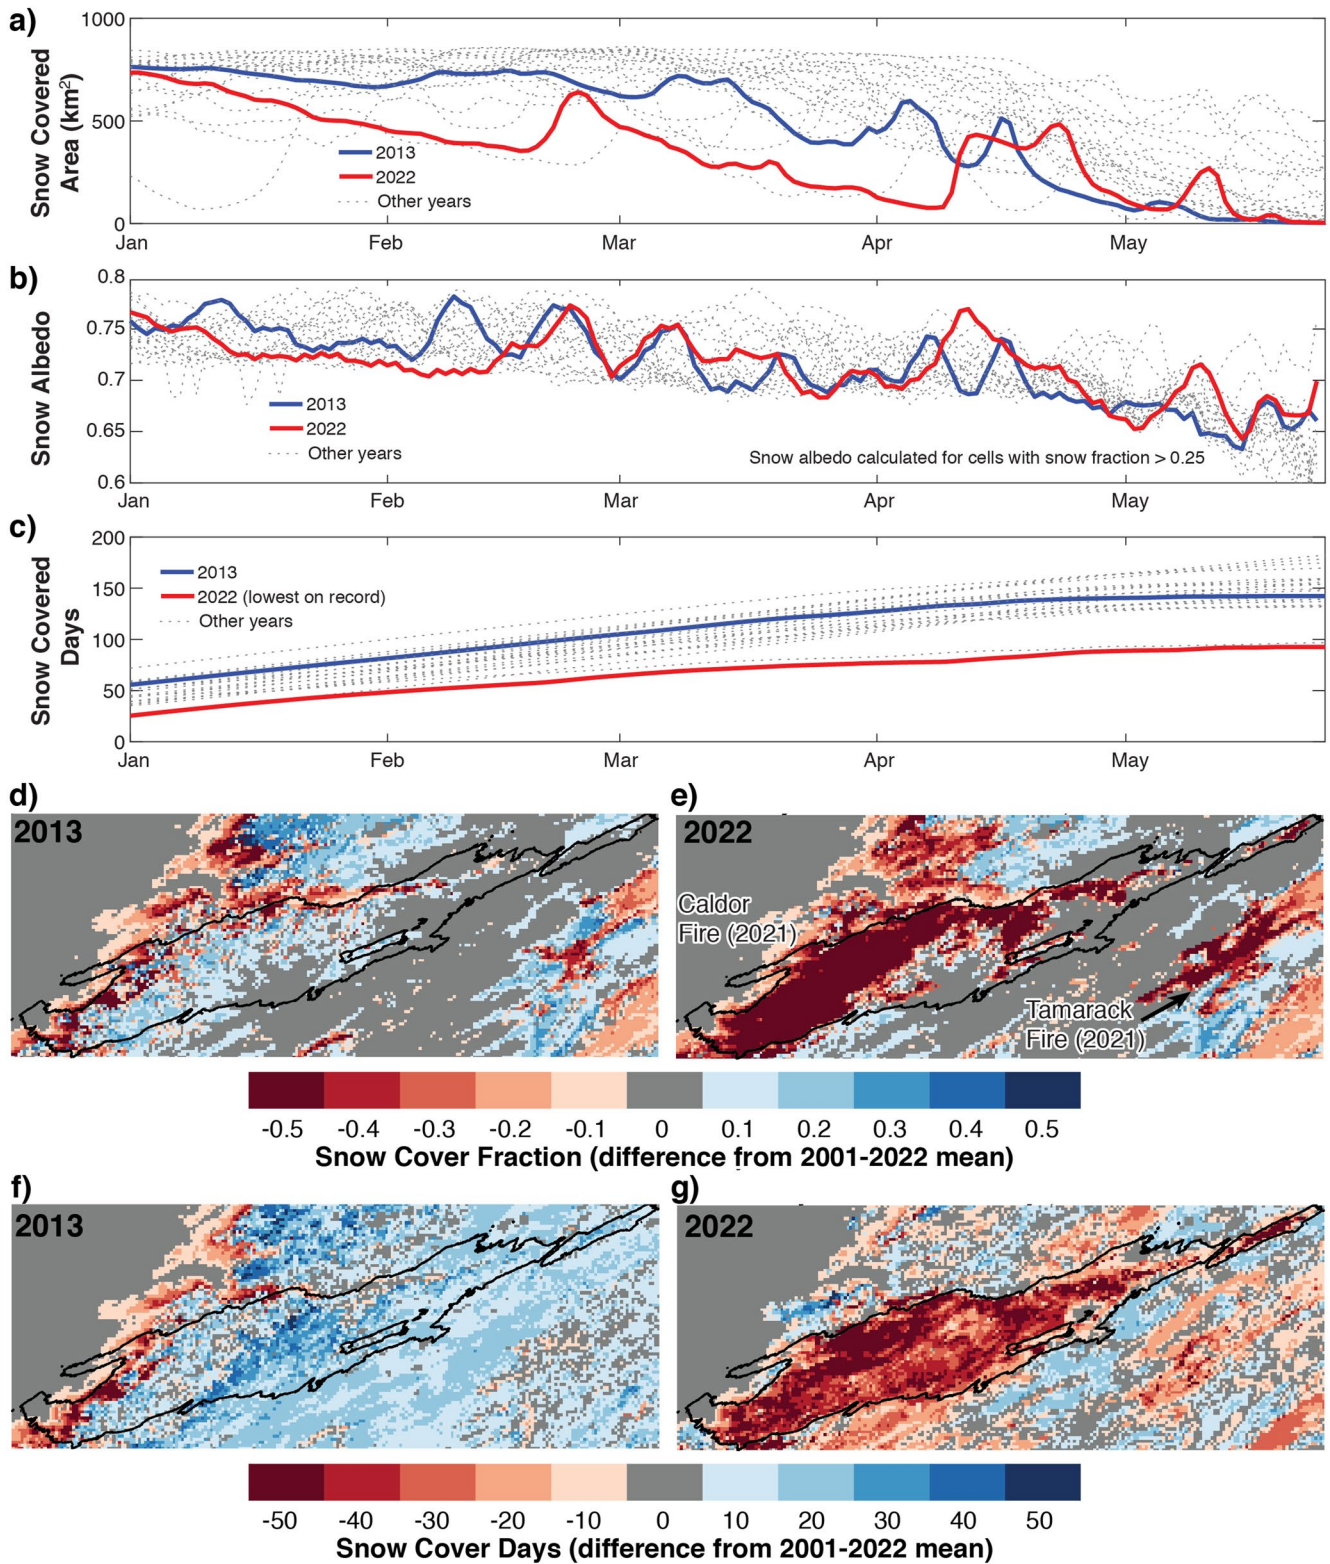 a)
1000
500
0
Snow Covered
Area (km²)
2013
2022
Other years
Jan
Feb
Mar
Apr
May
b)
0.8
0.75
0.7
0.65
0.6
Snow Albedo
2013
2022
Other years
Snow albedo calculated for cells with snow fraction > 0.25
Jan
Feb
Mar
Apr
May
c)
200
150
100
50
0
Snow Covered
Days
2013
2022 (lowest on record)
Other years
Jan
Feb
Mar
Apr
May
d)
2013
e)
2022
Caldor
Fire (2021)
Tamarack
Fire (2021)
-0.5 -0.4 -0.3 -0.2 -0.1 0 0.1 0.2 0.3 0.4 0.5
Snow Cover Fraction (difference from 2001-2022 mean)
f)
2013
g)
2022
-50 -40 -30 -20 -10 0 10 20 30 40 50
Snow Cover Days (difference from 2001-2022 mean)